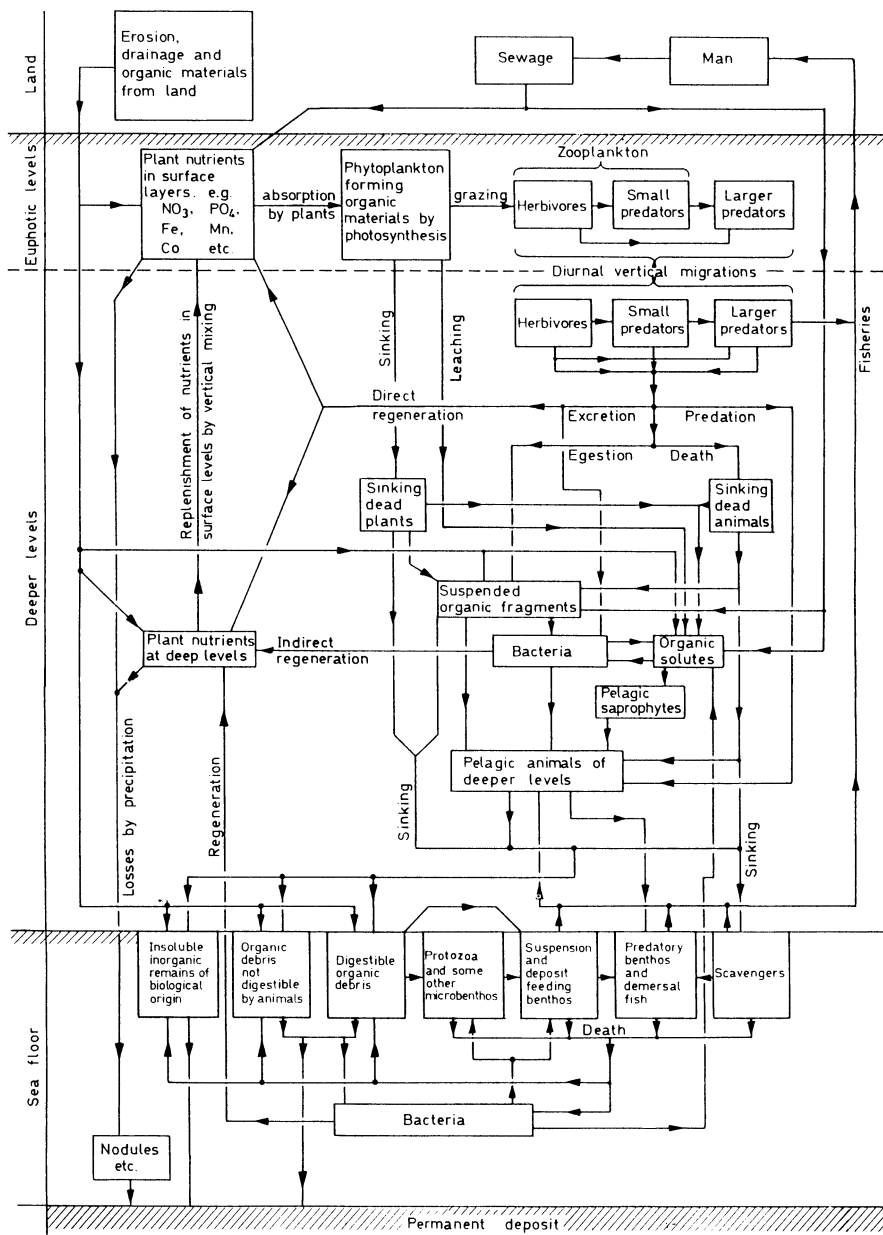 Land
Erosion,
drainage and
organic materials
from land
Sewage
Man
Euphotic levels
Plant nutrients
in surface
layers. e.g.
NO3, PO4,
Fe, Mn,
Co etc.
absorption
by plants
Phytoplankton
forming
organic
materials by
photosynthesis
grazing
Zooplankton
Herbivores
Small
predators
Larger
predators
Diurnal vertical migrations
Herbivores
Small
predators
Larger
predators
Fisheries
Deeper levels
Replenishment of nutrients in
surface levels by vertical mixing
Sinking
Leaching
Direct
regeneration
Excretion
Predation
Egestion
Death
Sinking
dead
plants
Sinking
dead
animals
Suspended
organic fragments
Plant nutrients
at deep levels
Indirect
regeneration
Bacteria
Organic
solutes
Pelagic
saprophytes
Pelagic animals of
deeper levels
Losses by precipitation
Regeneration
Sinking
Sinking
Sea floor
Insoluble
inorganic
remains of
biological
origin
Organic
debris
not
digestible
by animals
Digestible
organic
debris
Protozoa
and some
other
microbenthos
Suspension
and
deposit
feeding
benthos
Predatory
benthos
and
demersal
fish
Scavengers
Death
Bacteria
Nodules
etc.
Permanent deposit